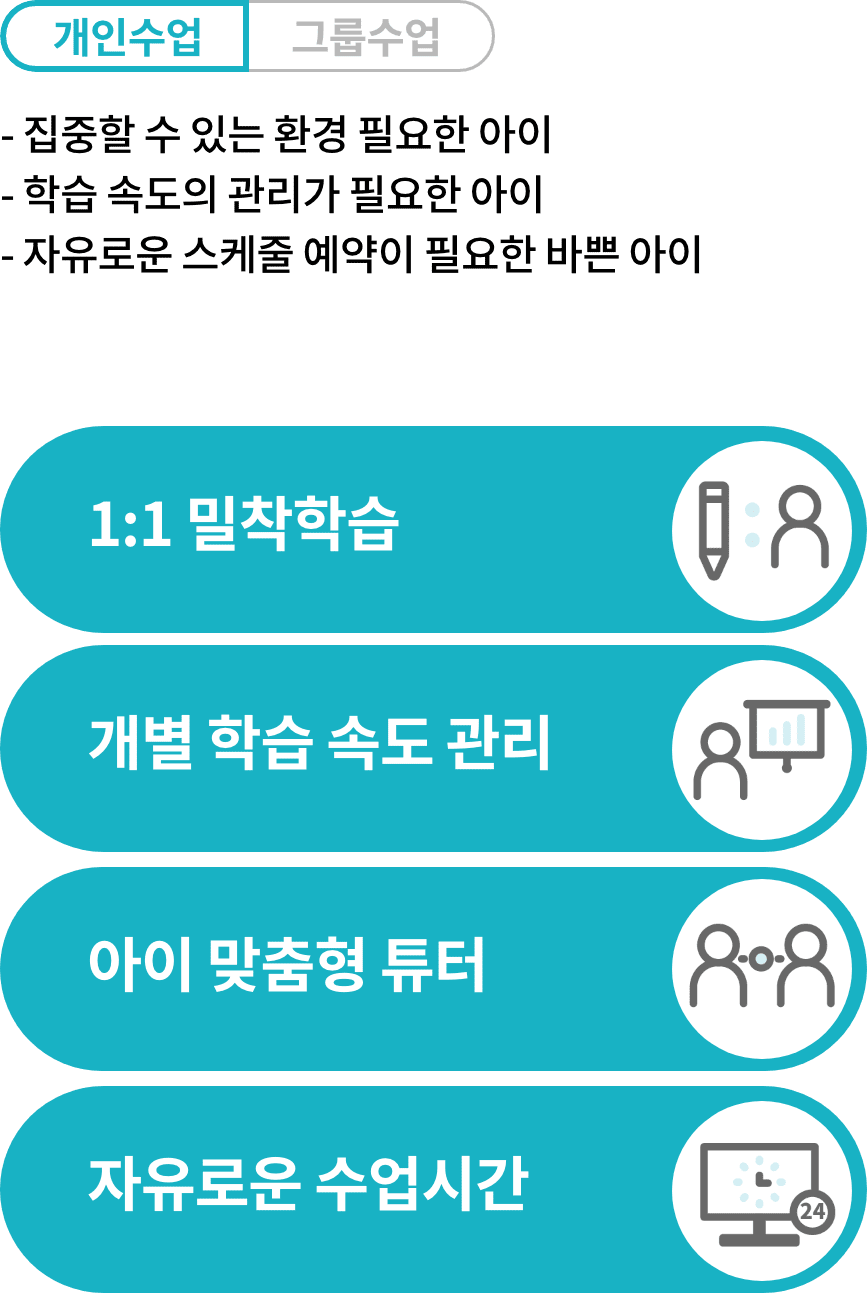 개인수업 그룹수업
- 집중할 수 있는 환경 필요한 아이
- 학습 속도의 관리가 필요한 아이
- 자유로운 스케줄 예약이 필요한 바쁜 아이
1:1 밀착학습
개별 학습 속도 관리
아이 맞춤형 튜터
자유로운 수업시간
24